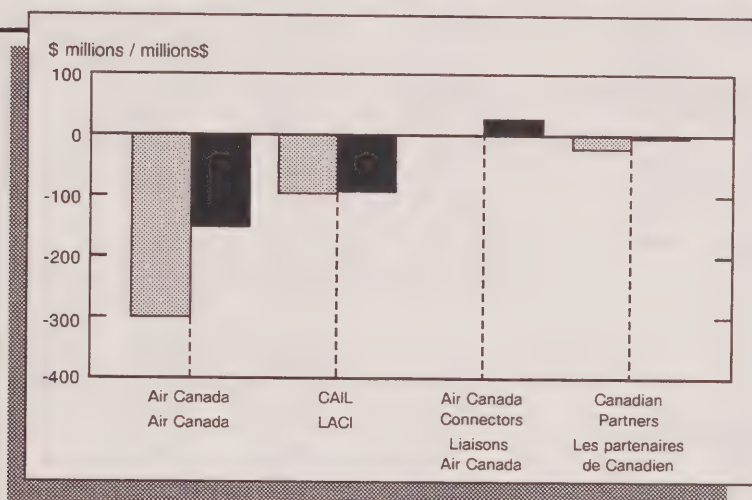 $ millions / millions$
100
0
-100
-200
-300
-400
Air Canada
Air Canada
CAIL
LACI
Air Canada
Connectors
Liaisons
Air Canada
Canadian
Partners
Les partenaires
de Canadien